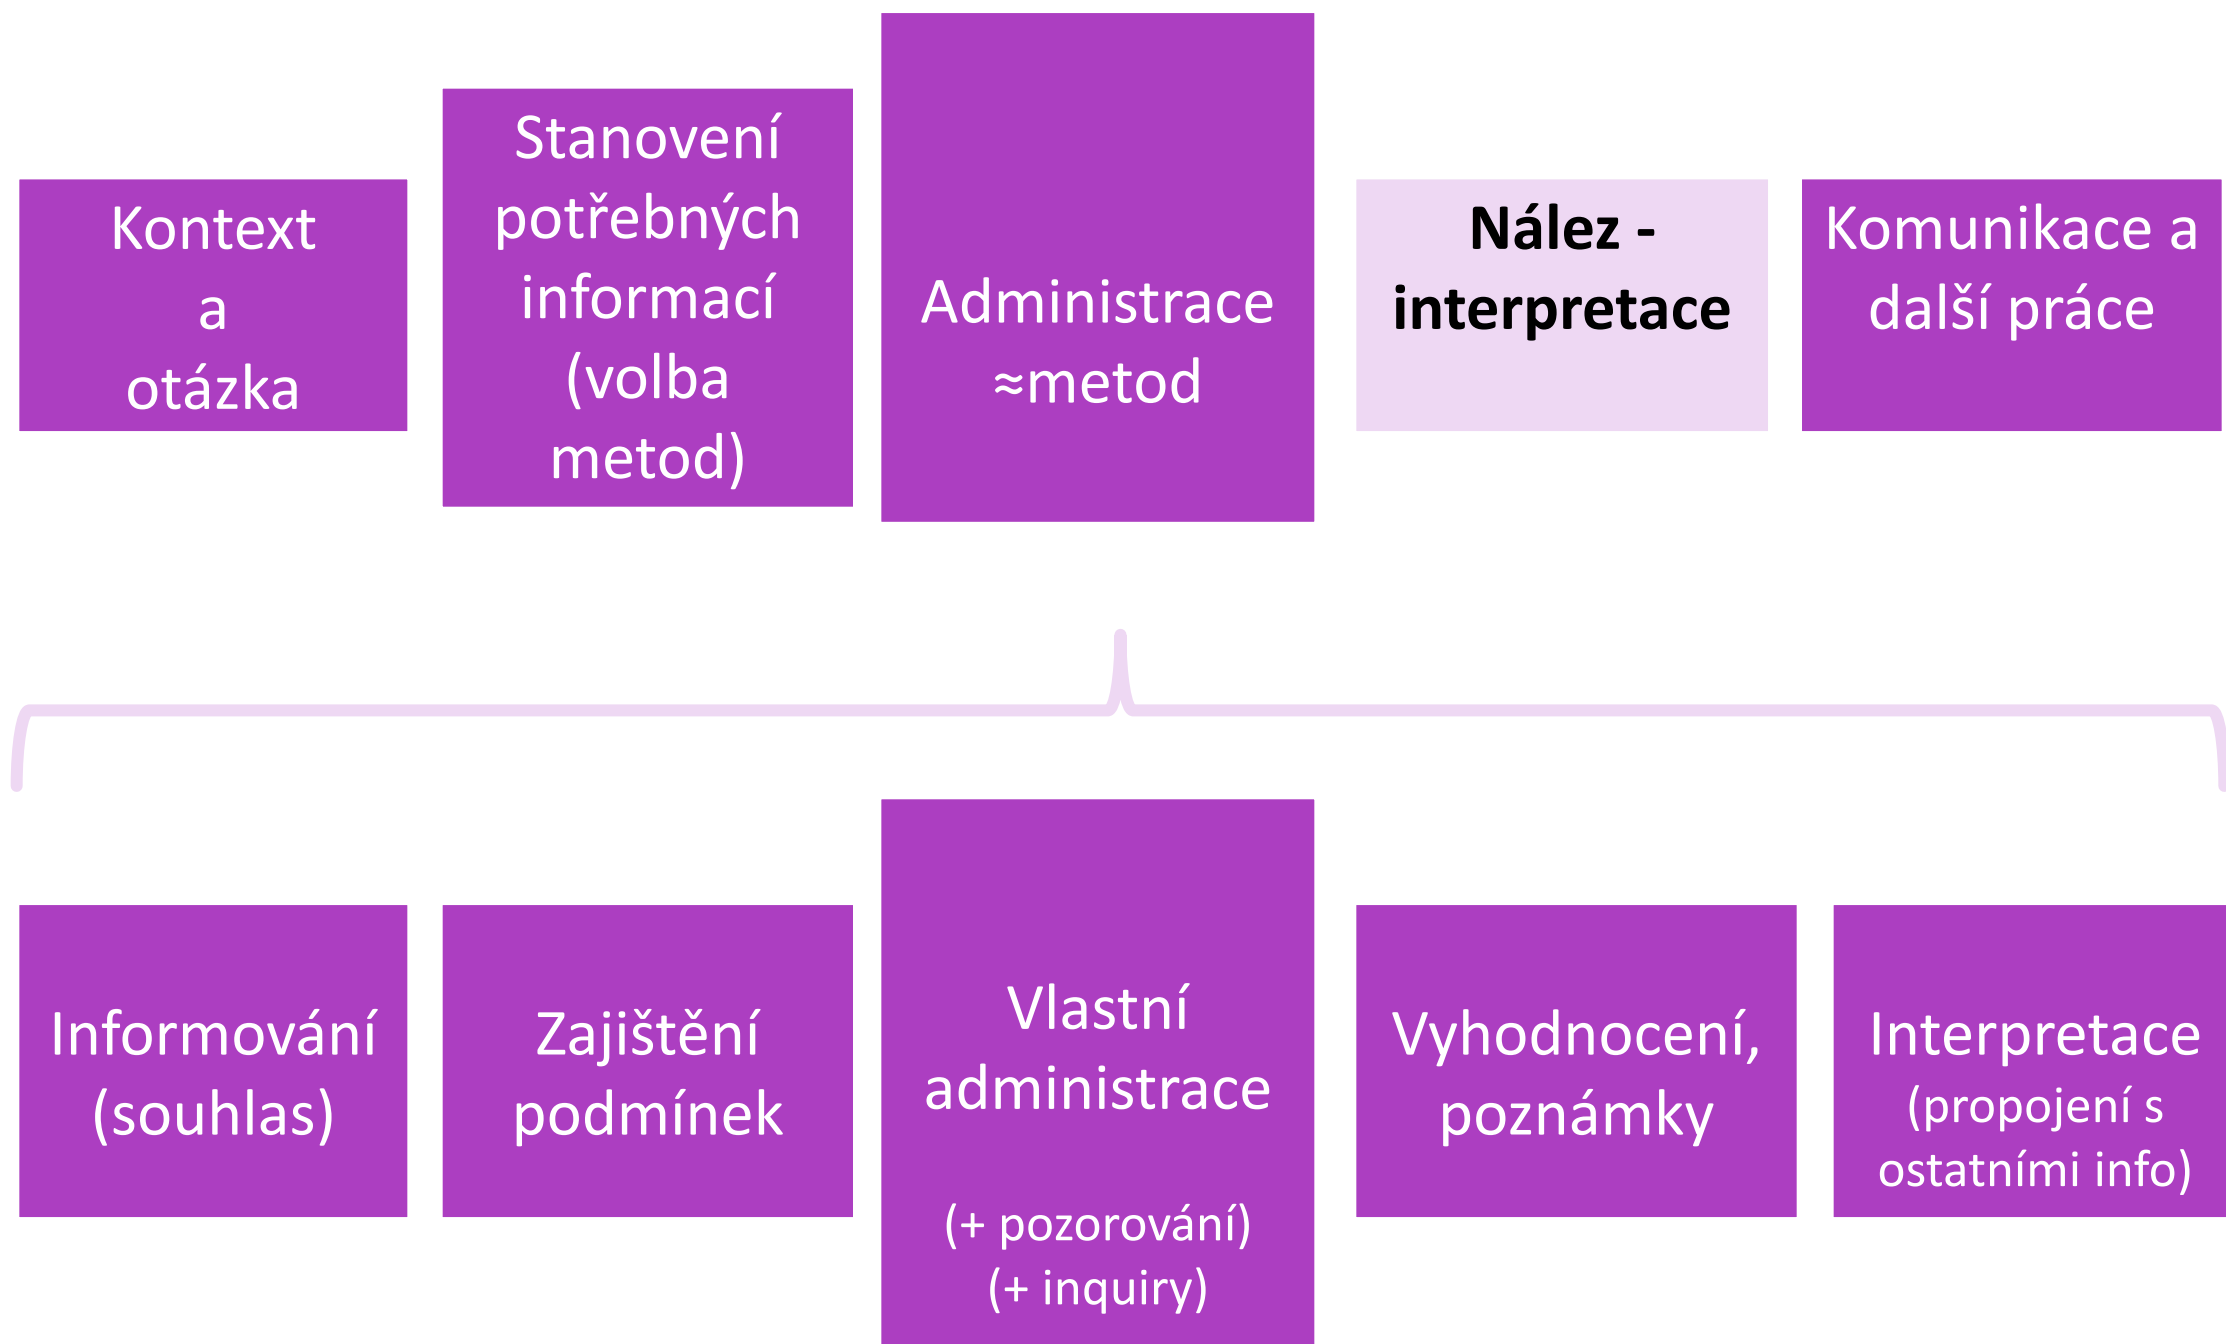 Kontext
a
otázka
Stanovení
potřebných
informací
(volba
metod)
Administrace
≈metod
Nález -
interpretace
Komunikace a
další práce
Informování
(souhlas)
Zajištění
podmínek
Vlastní
administrace
(+ pozorování)
(+ inquiry)
Vyhodnocení,
poznámky
Interpretace
(propojení s
ostatními info)